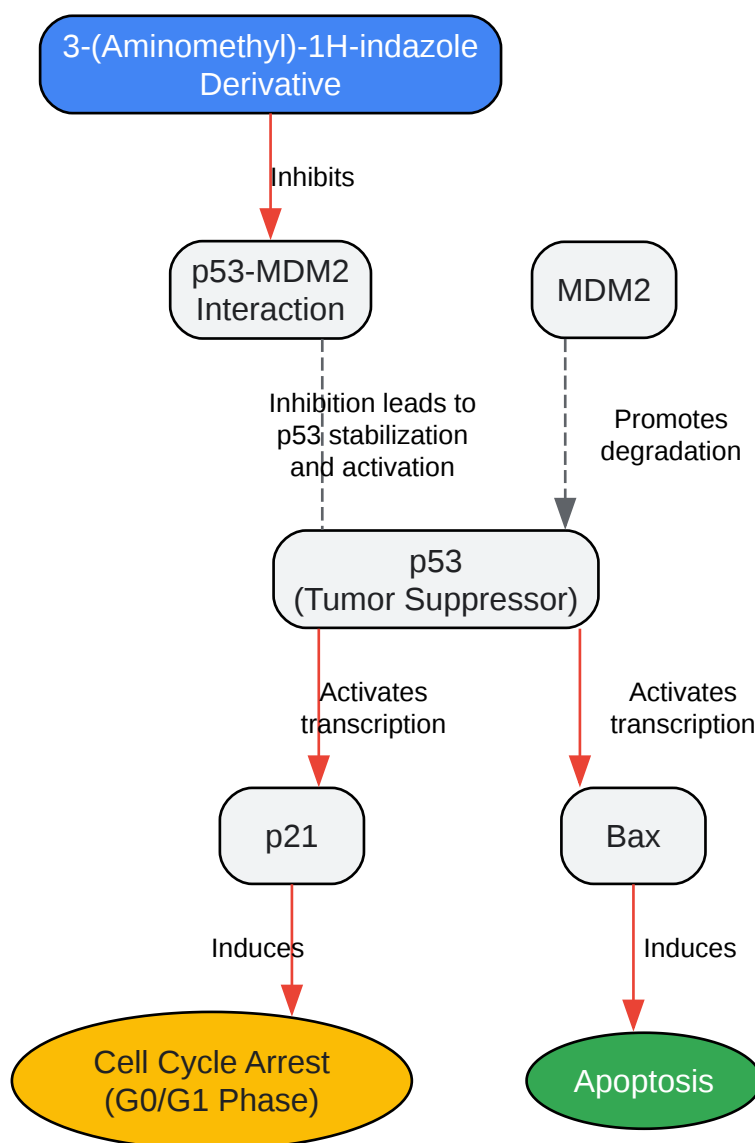 3-(Aminomethyl)-1H-indazole
Derivative
Inhibits
p53-MDM2
Interaction
MDM2
Inhibition leads to
p53 stabilization
and activation
Promotes
degradation
p53
(Tumor Suppressor)
Activates
transcription
Activates
transcription
p21
Bax
Induces
Induces
Cell Cycle Arrest
(G0/G1 Phase)
Apoptosis